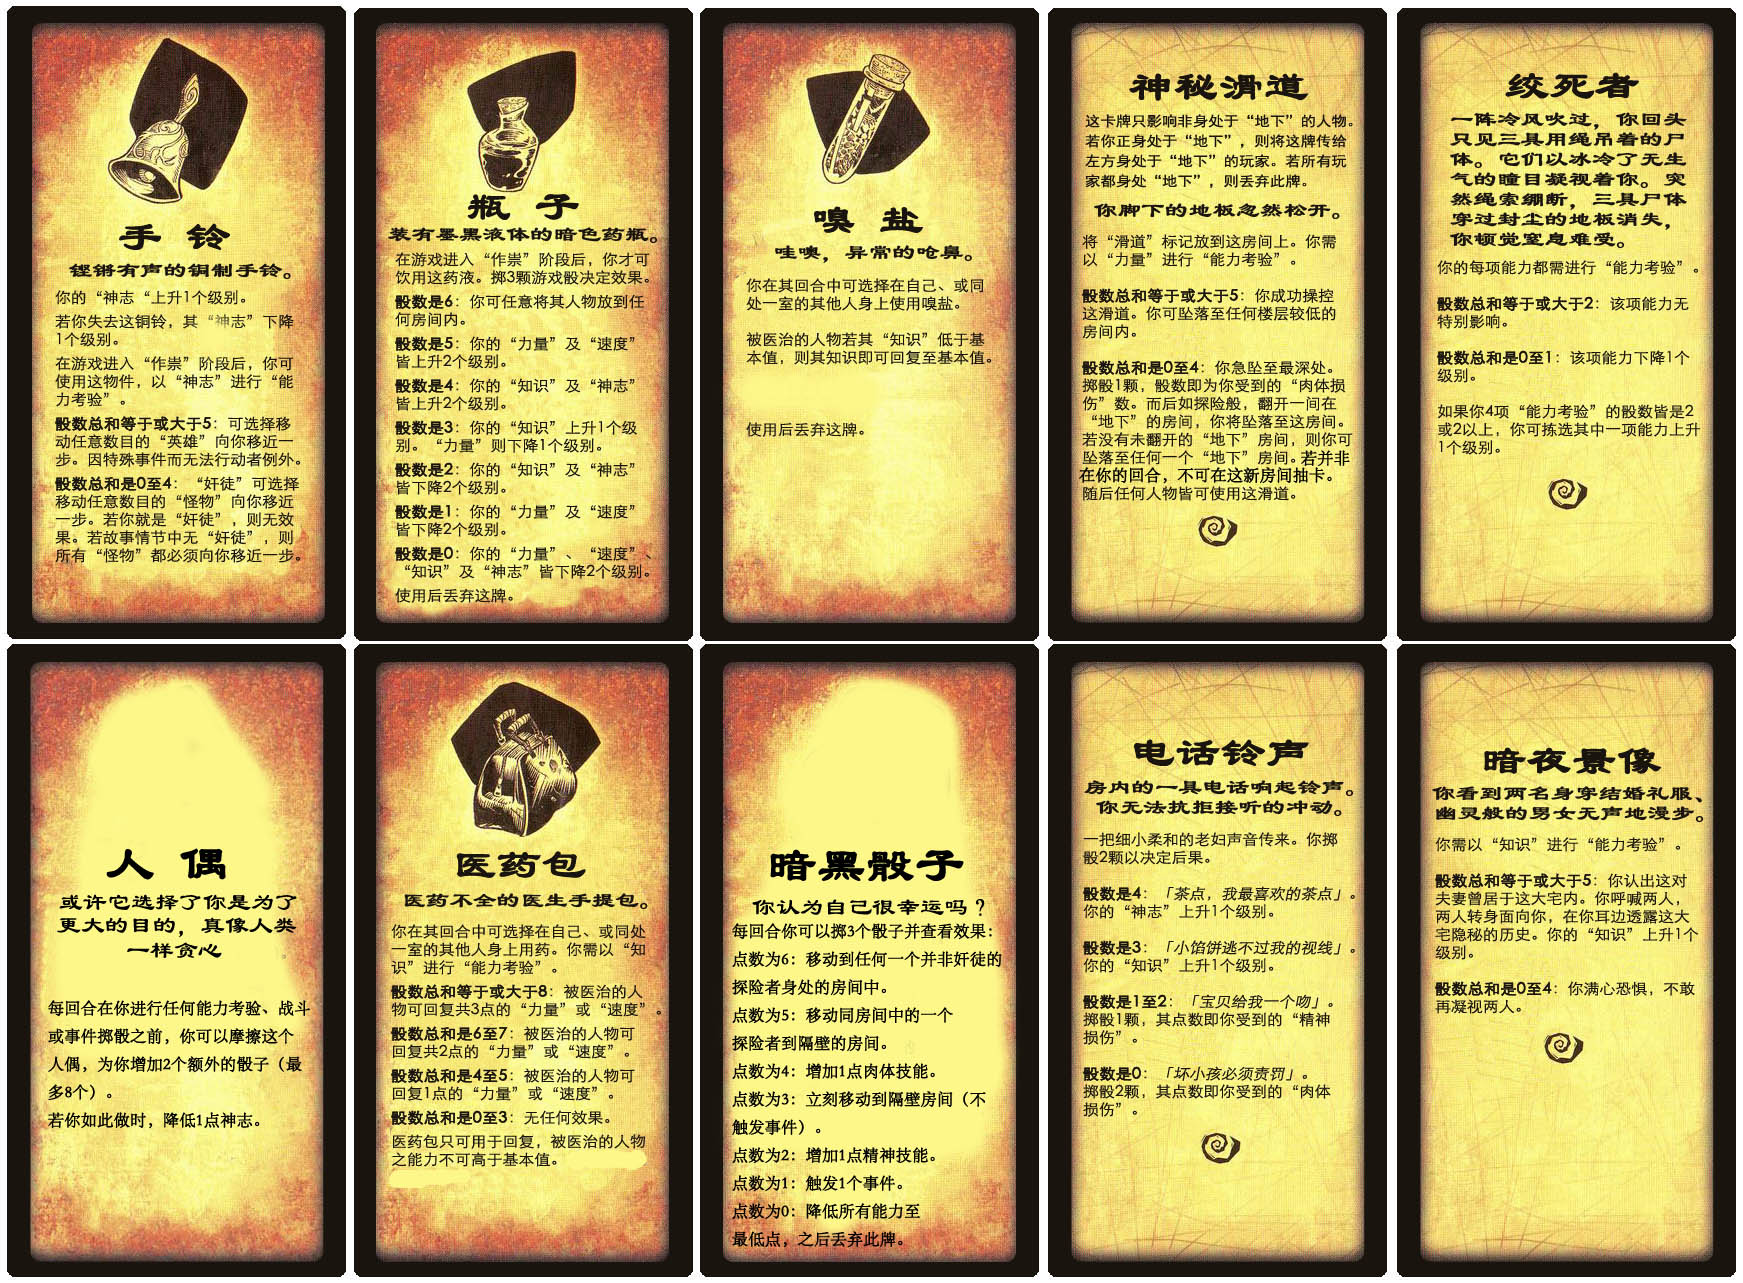 手 铃
铿锵有声的铜制手铃。
你的“神志“上升1个级别。
若你失去这铜铃，其“神志”下降
1个级别。
在游戏进入“作祟”阶段后，你可
使用这物件，以“神志”进行“能
力考验”。
骰数总和等于或大于5：可选择移
动任意数目的“英雄”向你移近一
步。因特殊事件而无法行动者例外。
骰数总和是0至4：“奸徒”可选择
移动任意数目的“怪物”向你移近
一步。若你就是“奸徒”，则无效
果。若故事情节中无“奸徒”，则
所有“怪物”都必须向你移近一步。
瓶 子
装有墨黑液体的暗色药瓶。
在游戏进入“作祟”阶段后，你才可
饮用这药液。掷3颗游戏骰决定效果。
骰数是6：你可任意将其人物放到任
何房间内。
骰数是5：你的“力量”及“速度”
皆上升2个级别。
骰数是4：你的“知识”及“神志”
皆上升2个级别。
骰数是3：你的“知识”上升1个级
别。“力量”则下降1个级别。
骰数是2：你的“知识”及“神志”
皆下降2个级别。
骰数是1：你的“力量”及“速度”
皆下降2个级别。
骰数是0：你的“力量”、“速度”、
“知识”及“神志”皆下降2个级别。
使用后丢弃这牌。
嗅 盐
哇噢，异常的呛鼻。
你在其回合中可选择在自己、或同
处一室的其他人身上使用嗅盐。
被医治的人物若其“知识”低于基
本值，则其知识即可回复至基本值。
使用后丢弃这牌。
神秘滑道
这卡牌只影响非身处于“地下”的人物。
若你正身处于“地下”，则将这牌传给
左方身处于“地下”的玩家。若所有玩
家都身处“地下”，则丢弃此牌。
你脚下的地板忽然松开。
将“滑道”标记放到这房间上。你需
以“力量”进行“能力考验”。
骰数总和等于或大于5：你成功操控
这滑道。你可坠落至任何楼层较低的
房间内。
骰数总和是0至4：你急坠至最深处。
掷骰1颗，骰数即为你受到的“肉体损
伤”数。而后如探险般，翻开一间在
“地下”的房间，你将坠落至这房间。
若没有未翻开的“地下”房间，则你可
坠落至任何一个“地下”房间。若并非
在你的回合，不可在这新房间抽卡。
随后任何人物皆可使用这滑道。
绞死者
一阵冷风吹过，你回头
只见三具用绳吊着的尸
体。它们以冰冷了无生
气的瞳目凝视着你。突
然绳索绷断，三具尸体
穿过封尘的地板消失，
你顿觉窒息难受。
你的每项能力都需进行“能力考验”。
骰数总和等于或大于2：该项能力无
特别影响。
骰数总和是0至1：该项能力下降1个
级别。
如果你4项“能力考验”的骰数皆是2
或2以上，你可拣选其中一项能力上升
1个级别。
人 偶
或许它选择了你是为了
更大的目的，真像人类
一样贪心
每回合在你进行任何能力考验、战斗
或事件掷骰之前，你可以摩擦这个
人偶，为你增加2个额外的骰子（最
多8个）。
若你如此做时，降低1点神志。
医药包
医药不全的医生手提包。
你在其回合中可选择在自己、或同处
一室的其他人身上用药。你需以“知
识”进行“能力考验”。
骰数总和等于或大于8：被医治的人
物可回复共3点的“力量”或“速度”。
骰数总和是6至7：被医治的人物可
回复共2点的“力量”或“速度”。
骰数总和是4至5：被医治的人物可
回复1点的“力量”或“速度”。
骰数总和是0至3：无任何效果。
医药包只可用于回复，被医治的人物
之能力不可高于基本值。
暗黑骰子
你认为自己很幸运吗？
每回合你可以掷3个骰子并查看效果：
点数为6：移动到任何一个并非奸徒的
探险者身处的房间中。
点数为5：移动同房间中的一个
探险者到隔壁的房间。
点数为4：增加1点肉体技能。
点数为3：立刻移动到隔壁房间（不
触发事件）。
点数为2：增加1点精神技能。
点数为1：触发1个事件。
点数为0：降低所有能力至
最低点，之后丢弃此牌。
电话铃声
房内的一具电话响起铃声。
你无法抗拒接听的冲动。
一把细小柔和的老妇声音传来。你掷
骰2颗以决定后果。
骰数是4：「茶点，我最喜欢的茶点」。
你的“神志”上升1个级别。
骰数是3：「小馅饼逃不过我的视线」。
你的“知识”上升1个级别。
骰数是1至2：「宝贝给我一个吻」。
掷骰1颗，其点数即你受到的“精神
损伤”。
骰数是0：「坏小孩必须责罚」。
掷骰2颗，其点数即你受到的“肉体
损伤”。
暗夜景像
你看到两名身穿结婚礼服、
幽灵般的男女无声地漫步。
你需以“知识”进行“能力考验”。
骰数总和等于或大于5：你认出这对
夫妻曾居于这大宅内。你呼喊两人，
两人转身面向你，在你耳边透露这大
宅隐秘的历史。你的“知识”上升1个
级别。
骰数总和是0至4：你满心恐惧，不敢
再凝视两人。